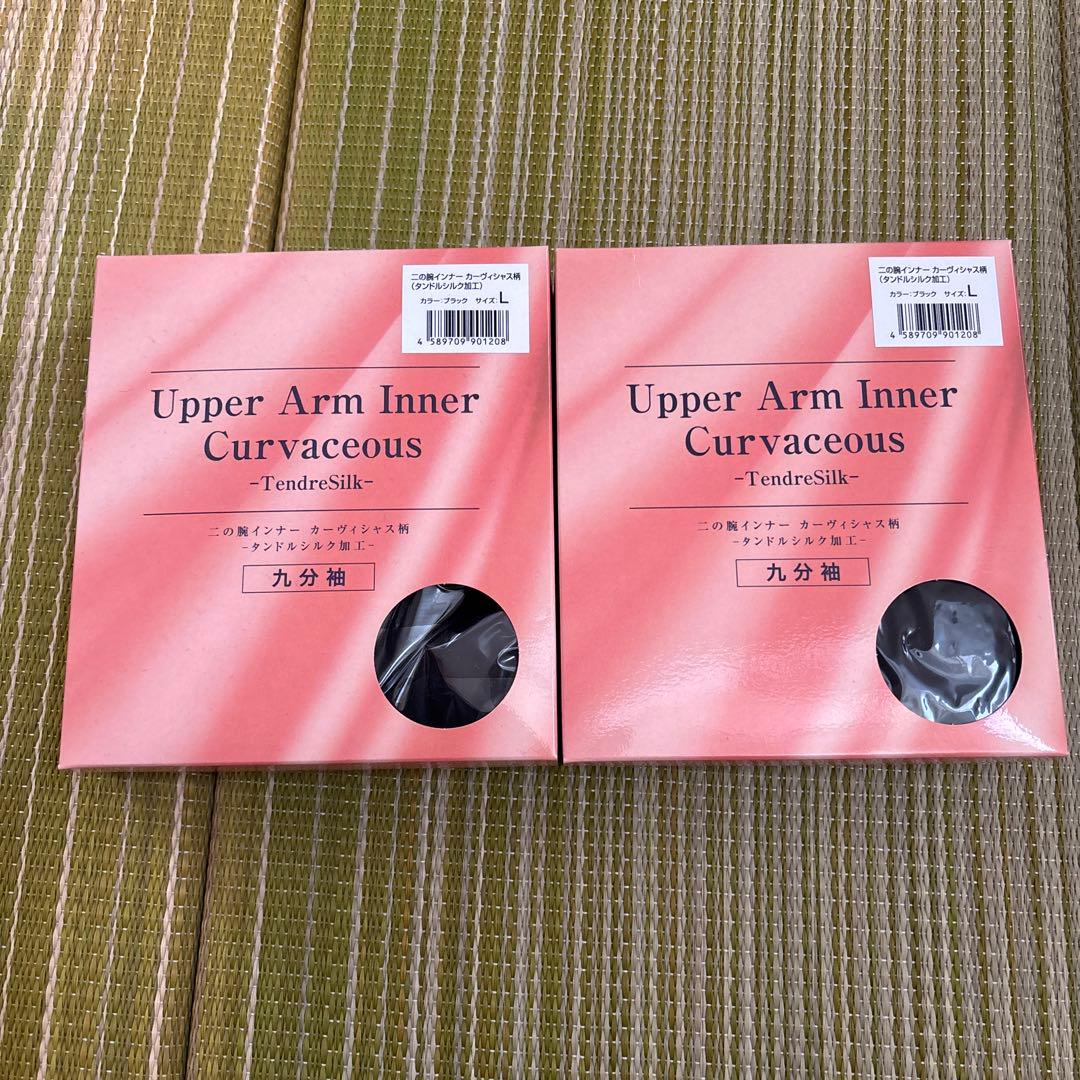 二の腕インナー カーヴィシャス柄
(タンドルシルク加工)
カラー:ブラック サイズ:L
4 589709 901208
Upper Arm Inner
Curvaceous
-TendreSilk-
二の腕インナー カーヴィシャス柄
-タンドルシルク加工-
九分袖
二の腕インナー カーヴィシャス柄
(タンドルシルク加工)
カラー:ブラック サイズ:L
4 589709 901208
Upper Arm Inner
Curvaceous
-TendreSilk-
二の腕インナー カーヴィシャス柄
-タンドルシルク加工-
九分袖